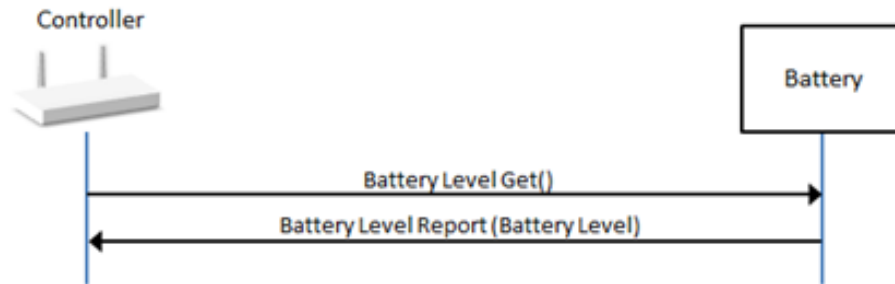 Controller
Battery
Battery Level Get()
Battery Level Report (Battery Level)